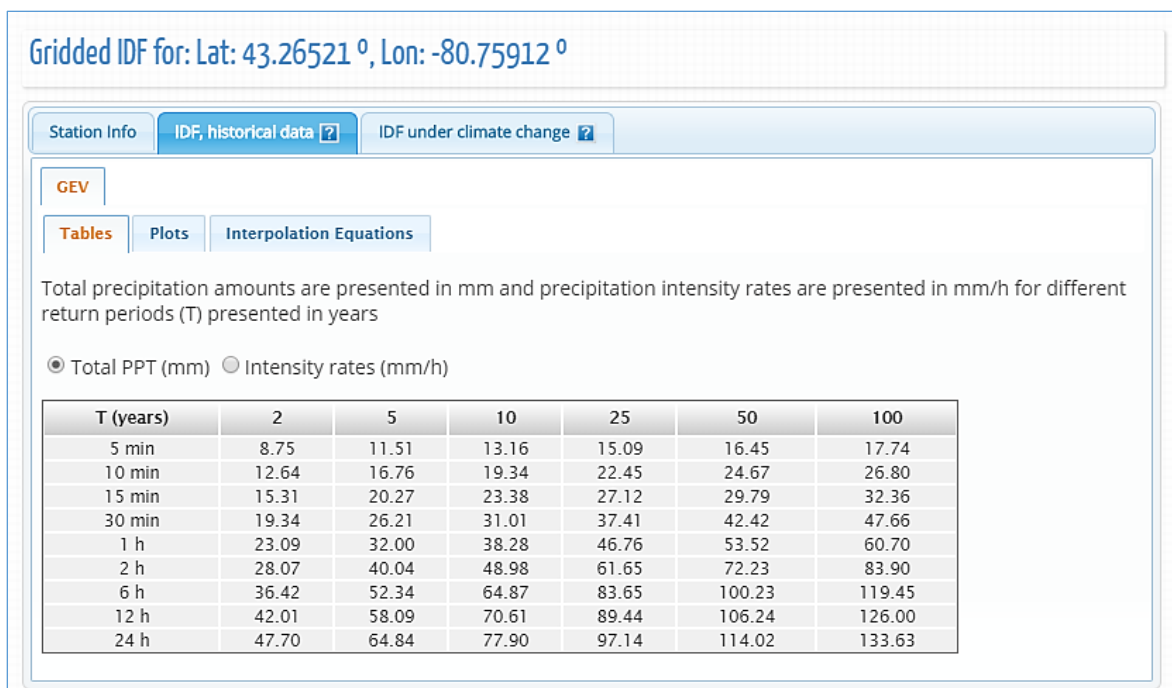 Gridded IDF for: Lat: 43.26521 º, Lon: -80.75912 º
Station Info IDF, historical data ? IDF under climate change ?
GEV
Tables Plots Interpolation Equations
Total precipitation amounts are presented in mm and precipitation intensity rates are presented in mm/h for different
return periods (T) presented in years
Total PPT (mm) Intensity rates (mm/h)
T (years) 2 5 10 25 50 100
5 min 8.75 11.51 13.16 15.09 16.45 17.74
10 min 12.64 16.76 19.34 22.45 24.67 26.80
15 min 15.31 20.27 23.38 27.12 29.79 32.36
30 min 19.34 26.21 31.01 37.41 42.42 47.66
1 h 23.09 32.00 38.28 46.76 53.52 60.70
2 h 28.07 40.04 48.98 61.65 72.23 83.90
6 h 36.42 52.34 64.87 83.65 100.23 119.45
12 h 42.01 58.09 70.61 89.44 106.24 126.00
24 h 47.70 64.84 77.90 97.14 114.02 133.63